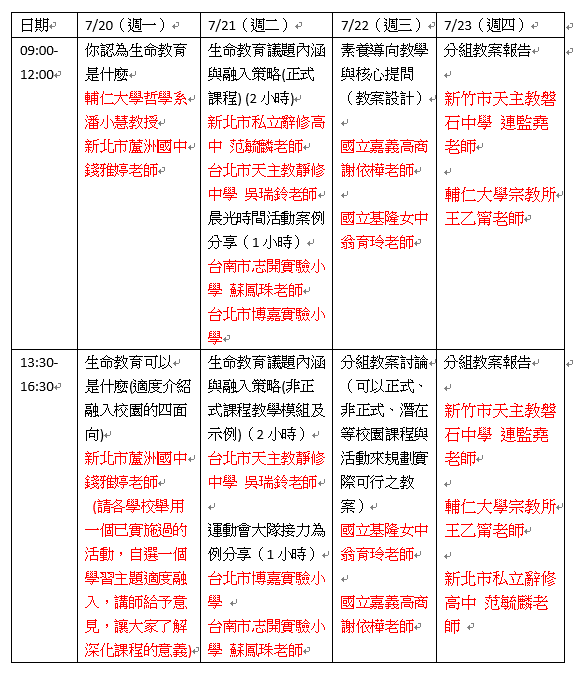 日期
7/20（週一）
7/21（週二）
7/22（週三）
7/23（週四）
09:00-
12:00
你認為生命教育
是什麼
輔仁大學哲學系
潘小慧教授
新北市蘆洲國中
錢雅婷老師
生命教育議題內涵
與融入策略(正式
課程) (2 小時)
新北市私立辭修高
中 范毓麟老師
台北市天主教靜修
中學 吳瑞鈴老師
晨光時間活動案例
分享（1 小時）
台南市志開實驗小
學 蘇鳳珠老師
台北市博嘉實驗小
學
素養導向教學
與核心提問
（教案設計）
國立嘉義高商
謝依樺老師
國立基隆女中
翁育玲老師
分組教案報告
新竹市天主教磐
石中學 連監堯
老師
輔仁大學宗教所
王乙甯老師
13:30-
16:30
生命教育可以
是什麼(適度介紹
融入校園的四面
向)
新北市蘆洲國中
錢雅婷老師
(請各學校舉用
一個已實施過的
活動，自選一個
學習主題適度融
入，講師給予意
見，讓大家了解
深化課程的意義)
生命教育議題內涵
與融入策略(非正
式課程教學模組及
示例)（2 小時）
台北市天主教靜修
中學 吳瑞鈴老師
運動會大隊接力為
例分享（1 小時）
台北市博嘉實驗小
學
台南市志開實驗小
學 蘇鳳珠老師
分組教案討論
（可以正式、
非正式、潛在
等校園課程與
活動來規劃實
際可行之教
案）
國立基隆女中
翁育玲老師
國立嘉義高商
謝依樺老師
分組教案報告
新竹市天主教磐
石中學 連監堯
老師
輔仁大學宗教所
王乙甯老師
新北市私立辭修
高中 范毓麟老
師